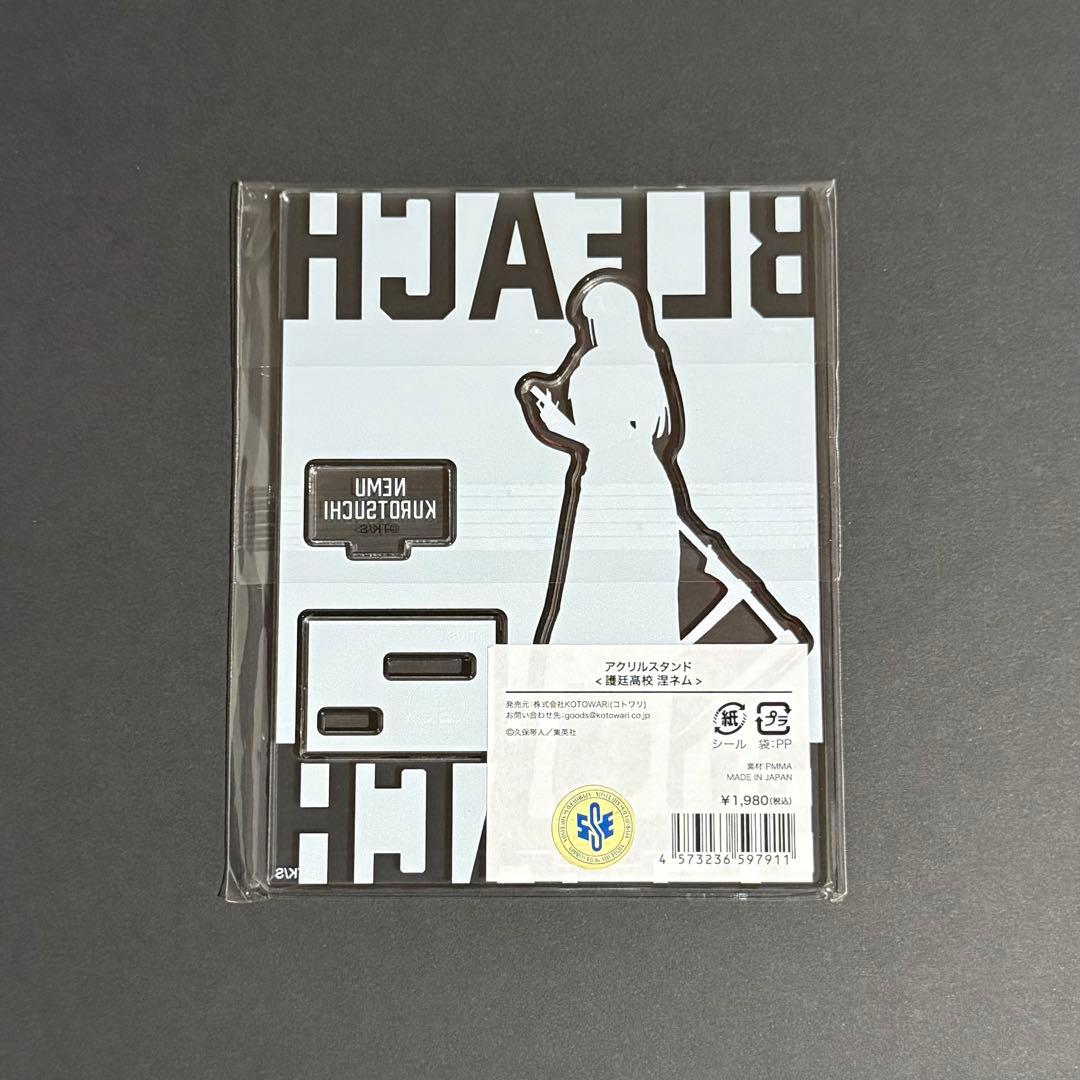 BLEACH
NEMU
KUROTSUCHI
©TK/S
アクリルスタンド
< 護廷高校 涅ネム >
発売元:株式会社KOTOWARI(コトワリ)
お問い合わせ先:goods@kotowari.co.jp
©久保帯人／集英社
紙
シール
プラ
袋:PP
素材:PMMA
MADE IN JAPAN
¥1,980(税込)
4 573236 597911
ACH
TK/S